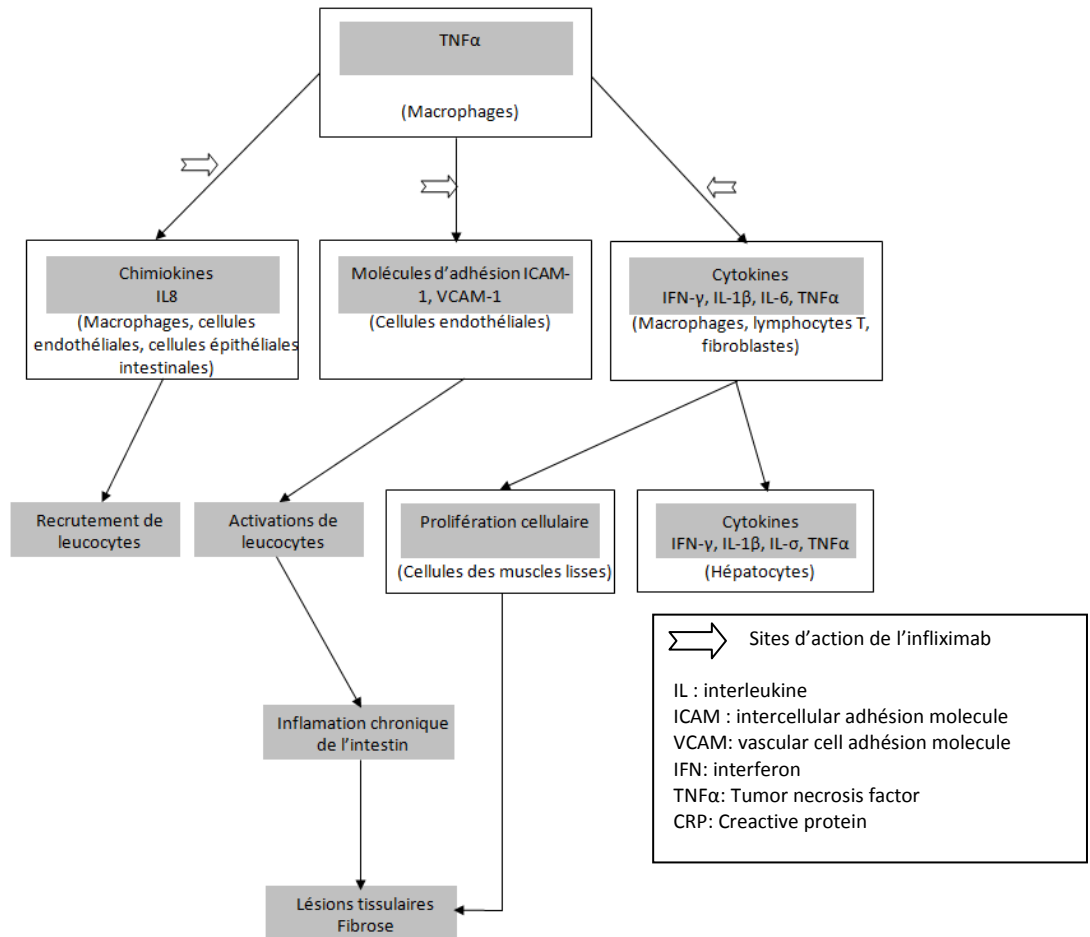 TNFα
(Macrophages)
Chimiokines
IL8
(Macrophages, cellules
endothéliales, cellules épithéliales
intestinales)
Molécules d'adhésion ICAM-
1, VCAM-1
(Cellules endothéliales)
Cytokines
IFN-γ, IL-1β, IL-6, TNFα
(Macrophages, lymphocytes T,
fibroblastes)
Recrutement de
leucocytes
Activations de
leucocytes
Prolifération cellulaire
(Cellules des muscles lisses)
Cytokines
IFN-γ, IL-1β, IL-σ, TNFα
(Hépatocytes)
Inflamation chronique
de l'intestin
Lésions tissulaires
Fibrose
Sites d'action de l'infliximab
IL : interleukine
ICAM : intercellular adhésion molecule
VCAM: vascular cell adhésion molecule
IFN: interferon
TNFα: Tumor necrosis factor
CRP: Creactive protein